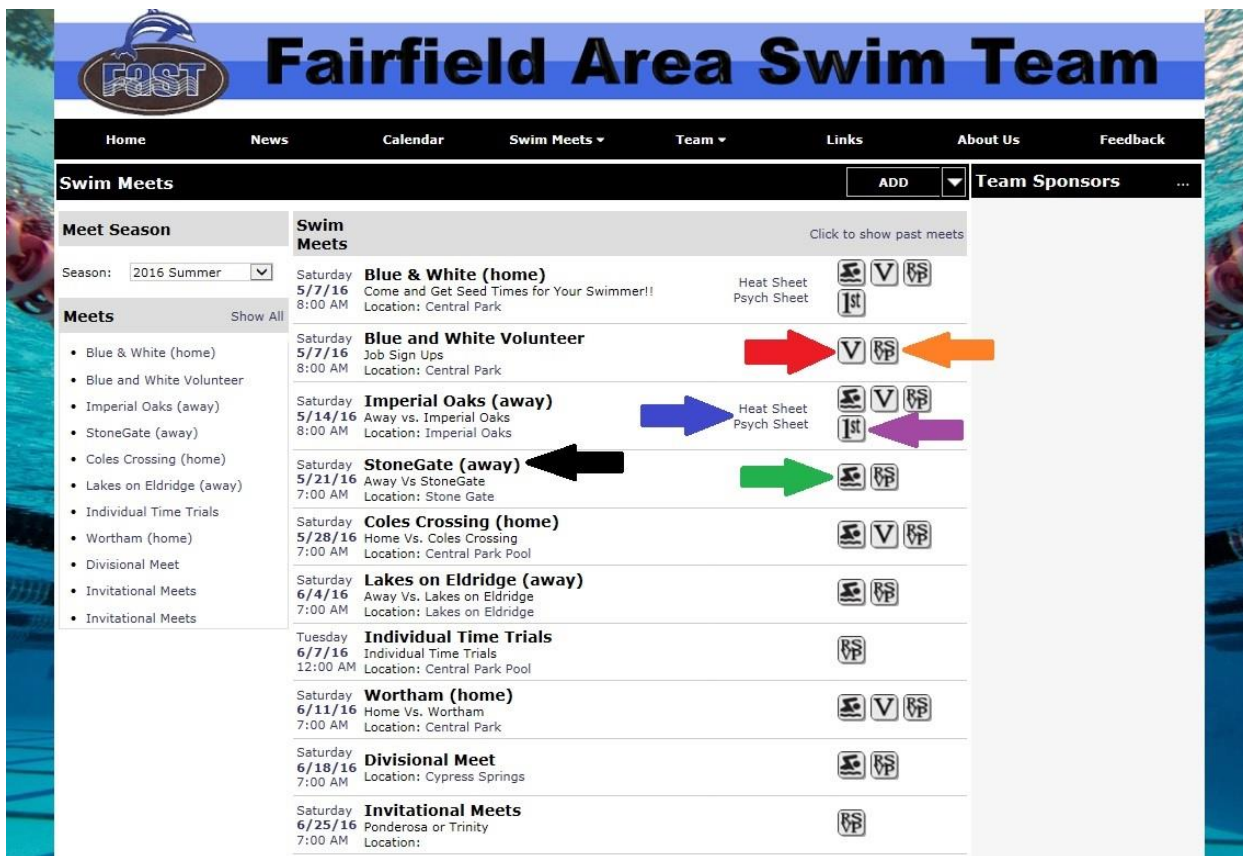 FAST
Fairfield Area Swim Team
Home News Calendar Swim Meets Team Links About Us Feedback
Swim Meets
ADD
Team Sponsors ...
Meet Season
Season: 2016 Summer
Meets Show All
Blue & White (home)
Blue and White Volunteer
Imperial Oaks (away)
StoneGate (away)
Coles Crossing (home)
Lakes on Eldridge (away)
Individual Time Trials
Wortham (home)
Divisional Meet
Invitational Meets
Invitational Meets
Swim
Meets
Click to show past meets
Saturday
5/7/16
8:00 AM
Blue & White (home)
Come and Get Seed Times for Your Swimmer!!
Location: Central Park
Heat Sheet
Psych Sheet
V RSVP
1st
Saturday
5/7/16
8:00 AM
Blue and White Volunteer
Job Sign Ups
Location: Central Park
V RSVP
Saturday
5/14/16
8:00 AM
Imperial Oaks (away)
Away vs. Imperial Oaks
Location: Imperial Oaks
Heat Sheet
Psych Sheet
V RSVP
1st
Saturday
5/21/16
7:00 AM
StoneGate (away)
Away Vs StoneGate
Location: Stone Gate
RSVP
Saturday
5/28/16
7:00 AM
Coles Crossing (home)
Home Vs. Coles Crossing
Location: Central Park Pool
V RSVP
Saturday
6/4/16
7:00 AM
Lakes on Eldridge (away)
Away Vs. Lakes on Eldridge
Location: Lakes on Eldridge
RSVP
Tuesday
6/7/16
12:00 AM
Individual Time Trials
Individual Time Trials
Location: Central Park Pool
RSVP
Saturday
6/11/16
7:00 AM
Wortham (home)
Home Vs. Wortham
Location: Central Park
V RSVP
Saturday
6/18/16
7:00 AM
Divisional Meet
Location: Cypress Springs
RSVP
Saturday
6/25/16
7:00 AM
Invitational Meets
Ponderosa or Trinity
Location:
RSVP